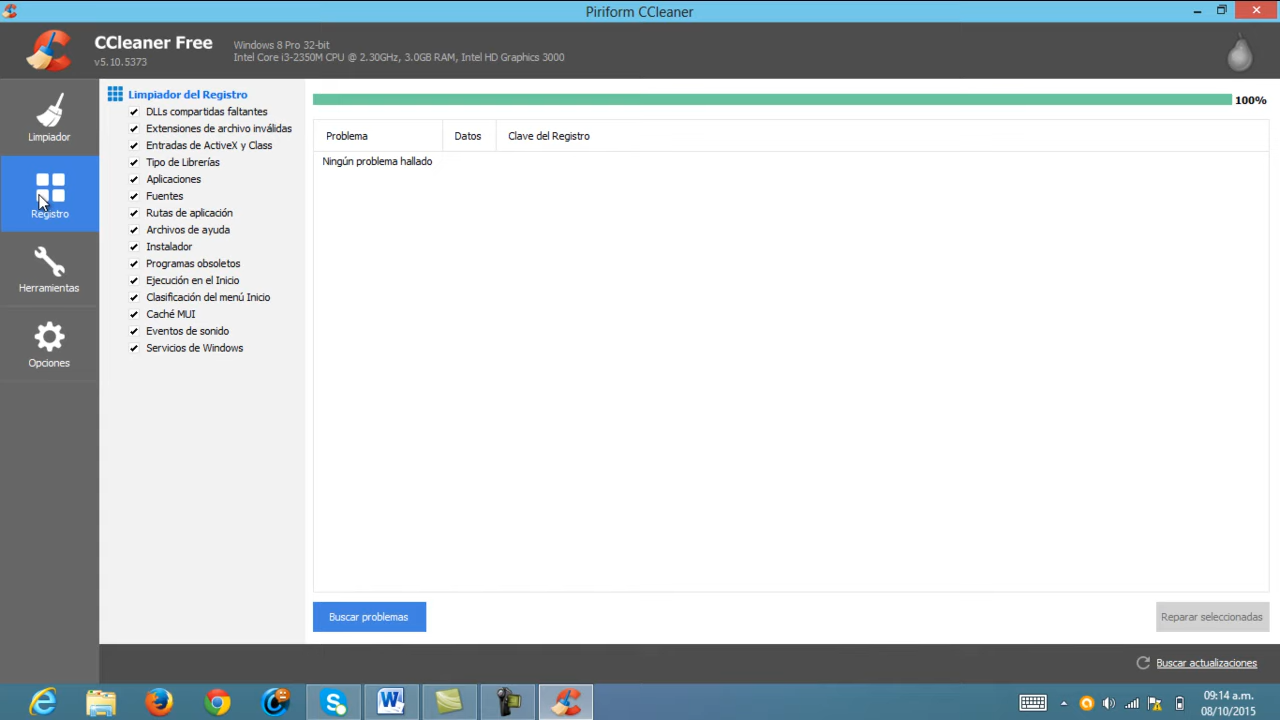 Piriform CCleaner
CCleaner Free
v5.10.5373
Windows 8 Pro 32-bit
Intel Core i3-2350M CPU @ 2.30GHz, 3.0GB RAM, Intel HD Graphics 3000
Limpiador
Registro
Herramientas
Opciones
Limpiador del Registro
DLLs compartidas faltantes
Extensiones de archivo inválidas
Entradas de ActiveX y Class
Tipo de Librerías
Aplicaciones
Fuentes
Rutas de aplicación
Archivos de ayuda
Instalador
Programas obsoletos
Ejecución en el Inicio
Clasificación del menú Inicio
Caché MUI
Eventos de sonido
Servicios de Windows
100%
Problema Datos Clave del Registro
Ningún problema hallado
Buscar problemas
Reparar seleccionadas
Buscar actualizaciones
09:14 a.m.
08/10/2015